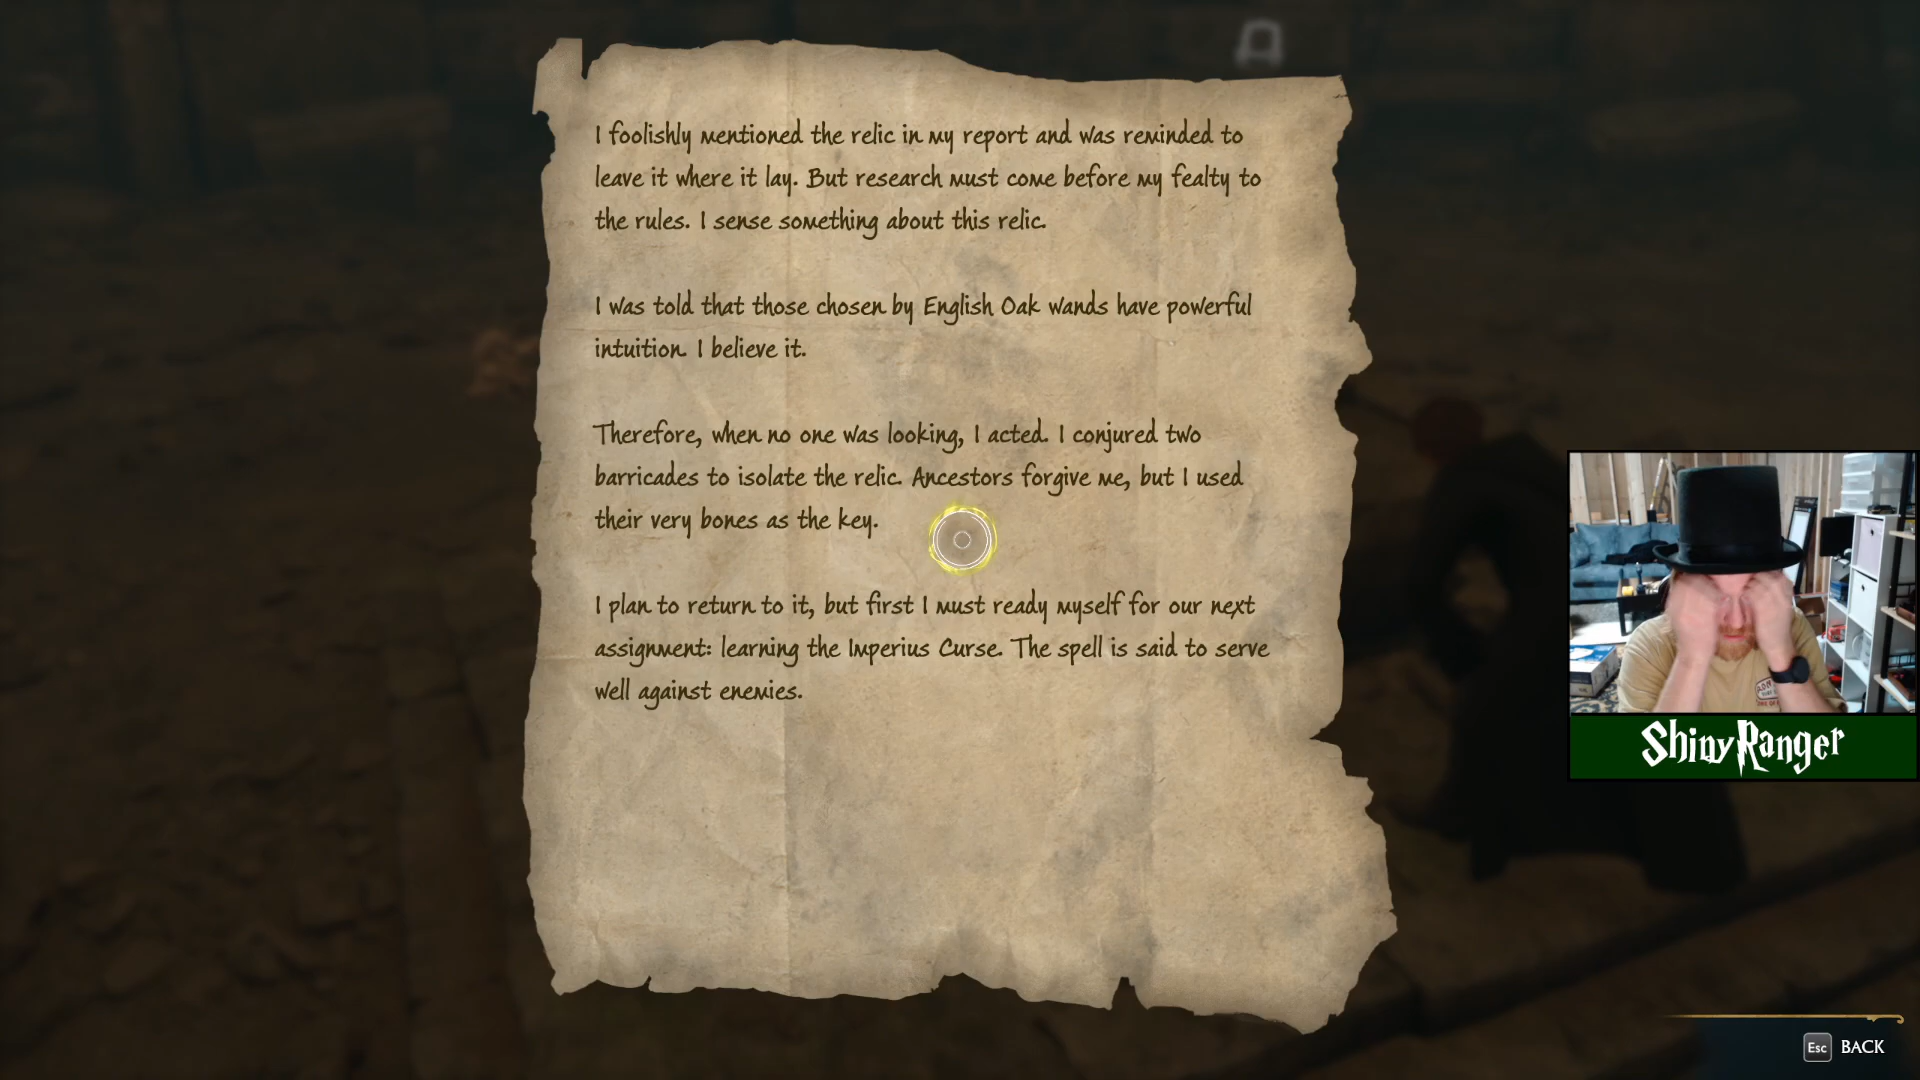 I foolishly mentioned the relic in my report and was reminded to
leave it where it lay. But research must come before my fealty to
the rules. I sense something about this relic.
I was told that those chosen by English Oak wands have powerful
intuition. I believe it.
Therefore, when no one was looking, I acted. I conjured two
barricades to isolate the relic. Ancestors forgive me, but I used
their very bones as the key.
I plan to return to it, but first I must ready myself for our next
assignment: learning the Imperius Curse. The spell is said to serve
well against enemies.
ShinyRanger
Esc BACK